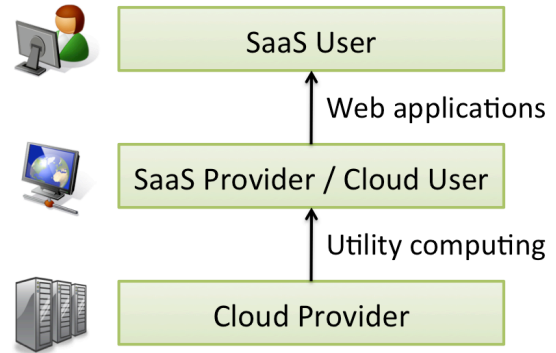 SaaS User
Web applications
SaaS Provider / Cloud User
Utility computing
Cloud Provider